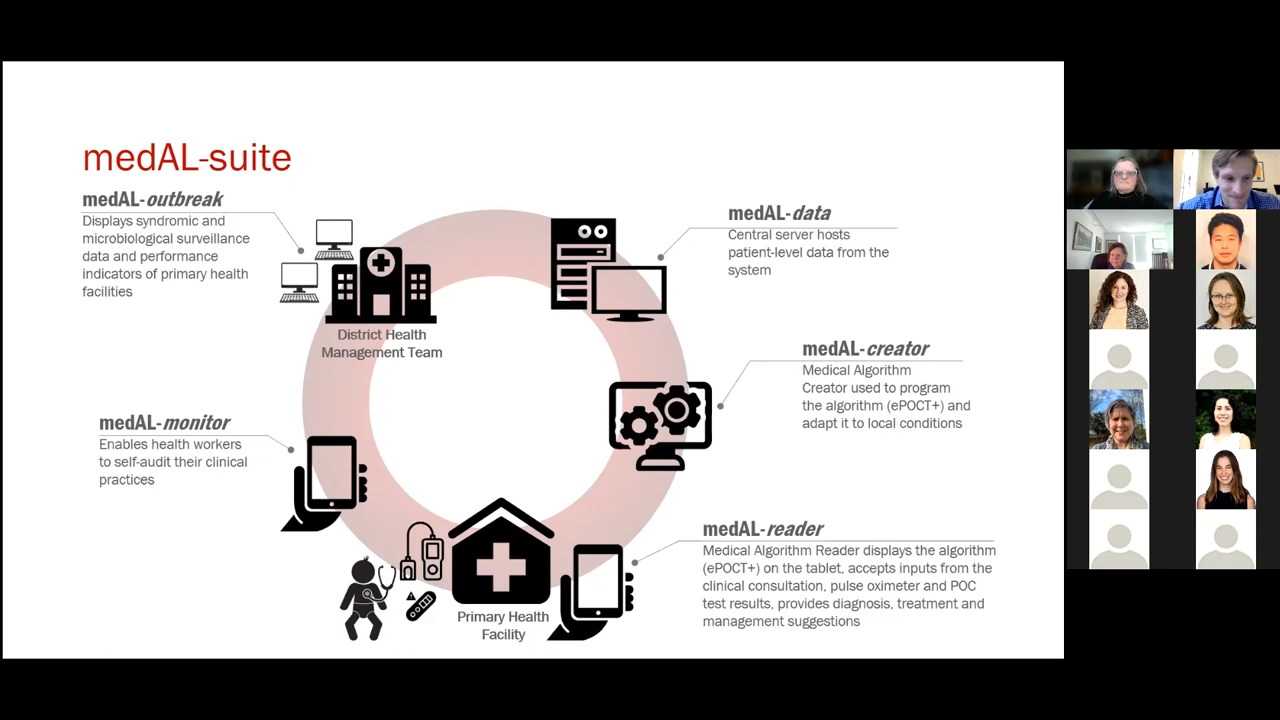 medAL-suite
medAL-outbreak
Displays syndromic and
microbiological surveillance
data and performance
indicators of primary health
facilities
District Health
Management Team
medAL-data
Central server hosts
patient-level data from the
system
medAL-creator
Medical Algorithm
Creator used to program
the algorithm (ePOCT+) and
adapt it to local conditions
medAL-monitor
Enables health workers
to self-audit their clinical
practices
Primary Health
Facility
medAL-reader
Medical Algorithm Reader displays the algorithm
(ePOCT+) on the tablet, accepts inputs from the
clinical consultation, pulse oximeter and POC
test results, provides diagnosis, treatment and
management suggestions